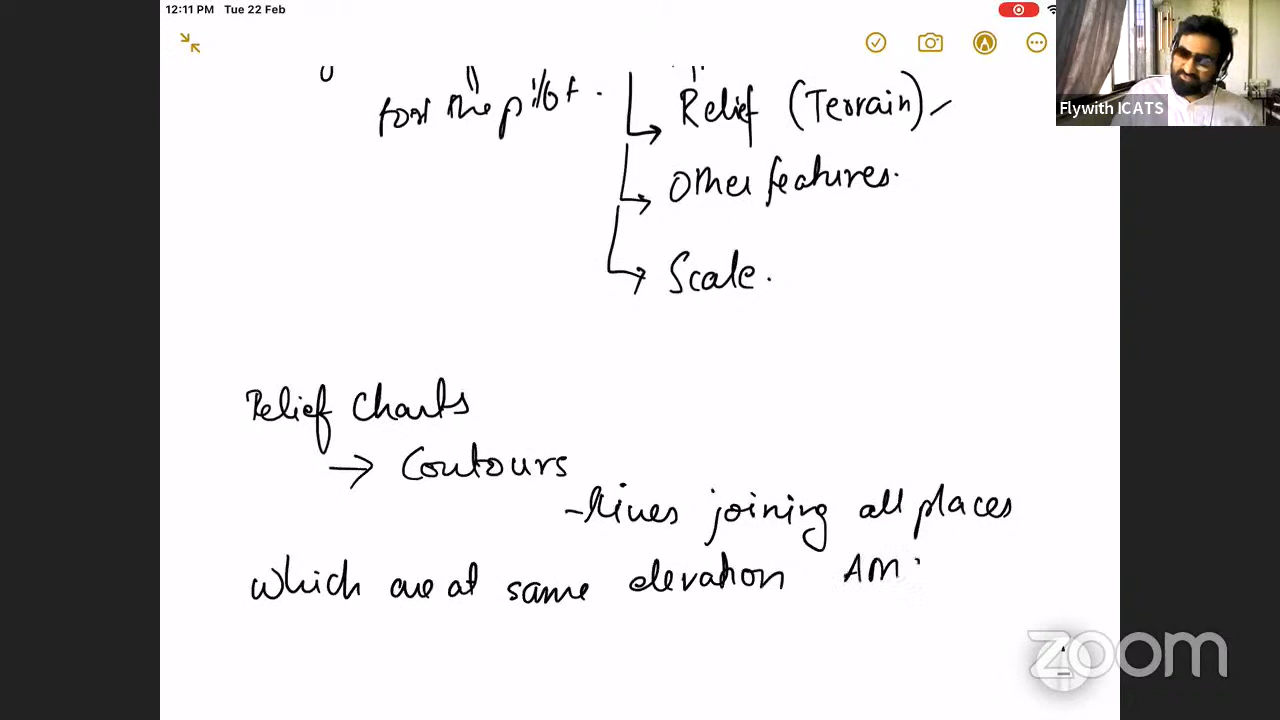 12:11 PM Tue 22 Feb
for the pilot.
Relief (Terrain)
Other features.
Scale.
Relief Charts
→ Contours
- Lines joining all places
which are at same elevation AM
Flywith ICATS
zoom